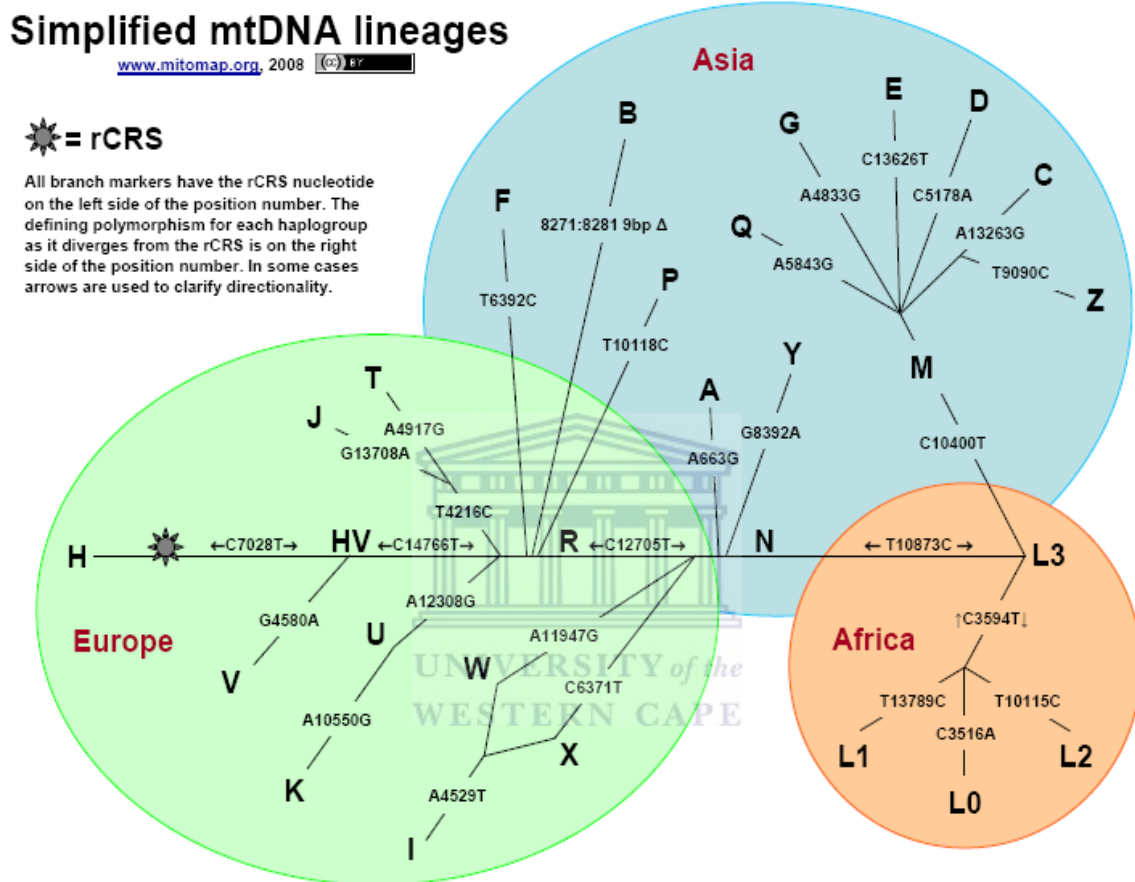 Simplified mtDNA lineages
www.mitomap.org, 2008 (cc) BY
= rCRS
All branch markers have the rCRS nucleotide
on the left side of the position number. The
defining polymorphism for each haplogroup
as it diverges from the rCRS is on the right
side of the position number. In some cases
arrows are used to clarify directionality.
Asia
B
E
D
G
C13626T
C
A4833G
C5178A
F
8271:8281 9bp Δ
Q
A13263G
A5843G
T9090C
Z
P
T6392C
T10118C
Y
M
T
A
J
A4917G
G8392A
C10400T
G13708A
A663G
T4216C
H
←C7028T→
HV
←C14766T→
R
←C12705T→
N
← T10873C →
L3
A12308G
G4580A
↑C3594T↓
Europe
U
A11947G
Africa
W
UNIVERSITY of the
V
C6371T
T13789C
T10115C
A10550G
WESTERN CAPE
C3516A
X
L1
L2
K
A4529T
L0
I